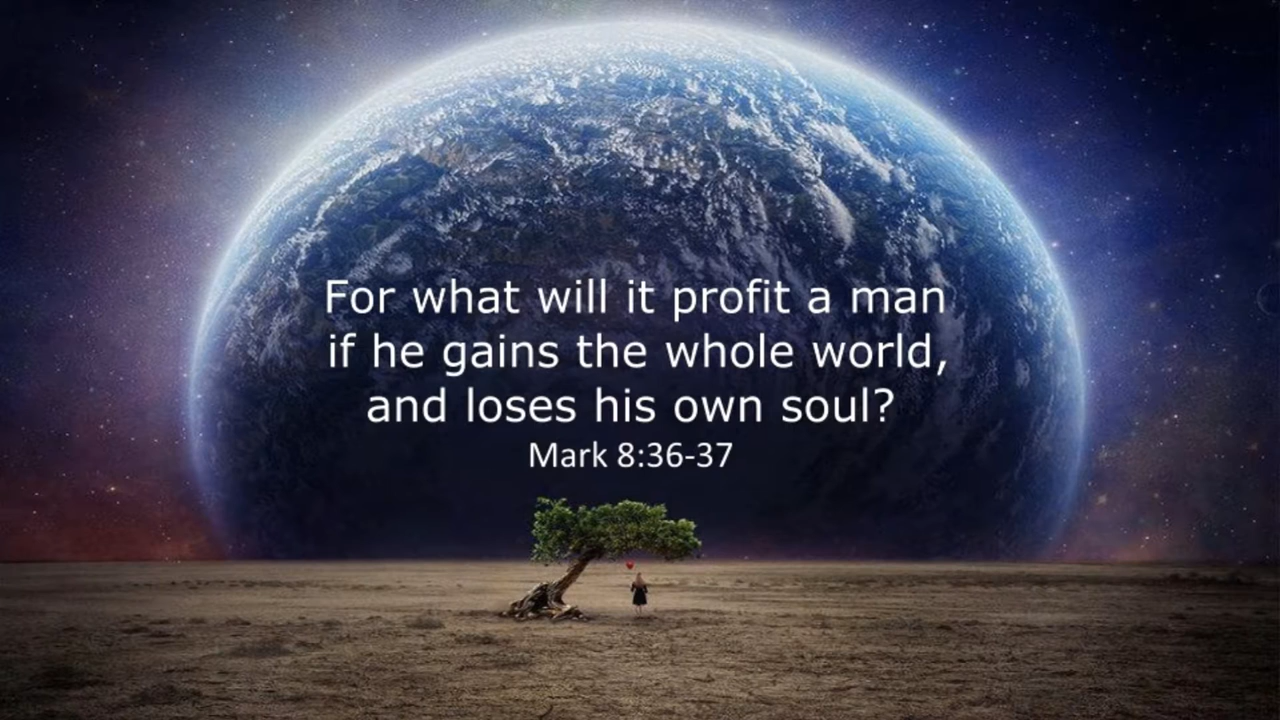 For what will it profit a man
if he gains the whole world,
and loses his own soul?
Mark 8:36-37